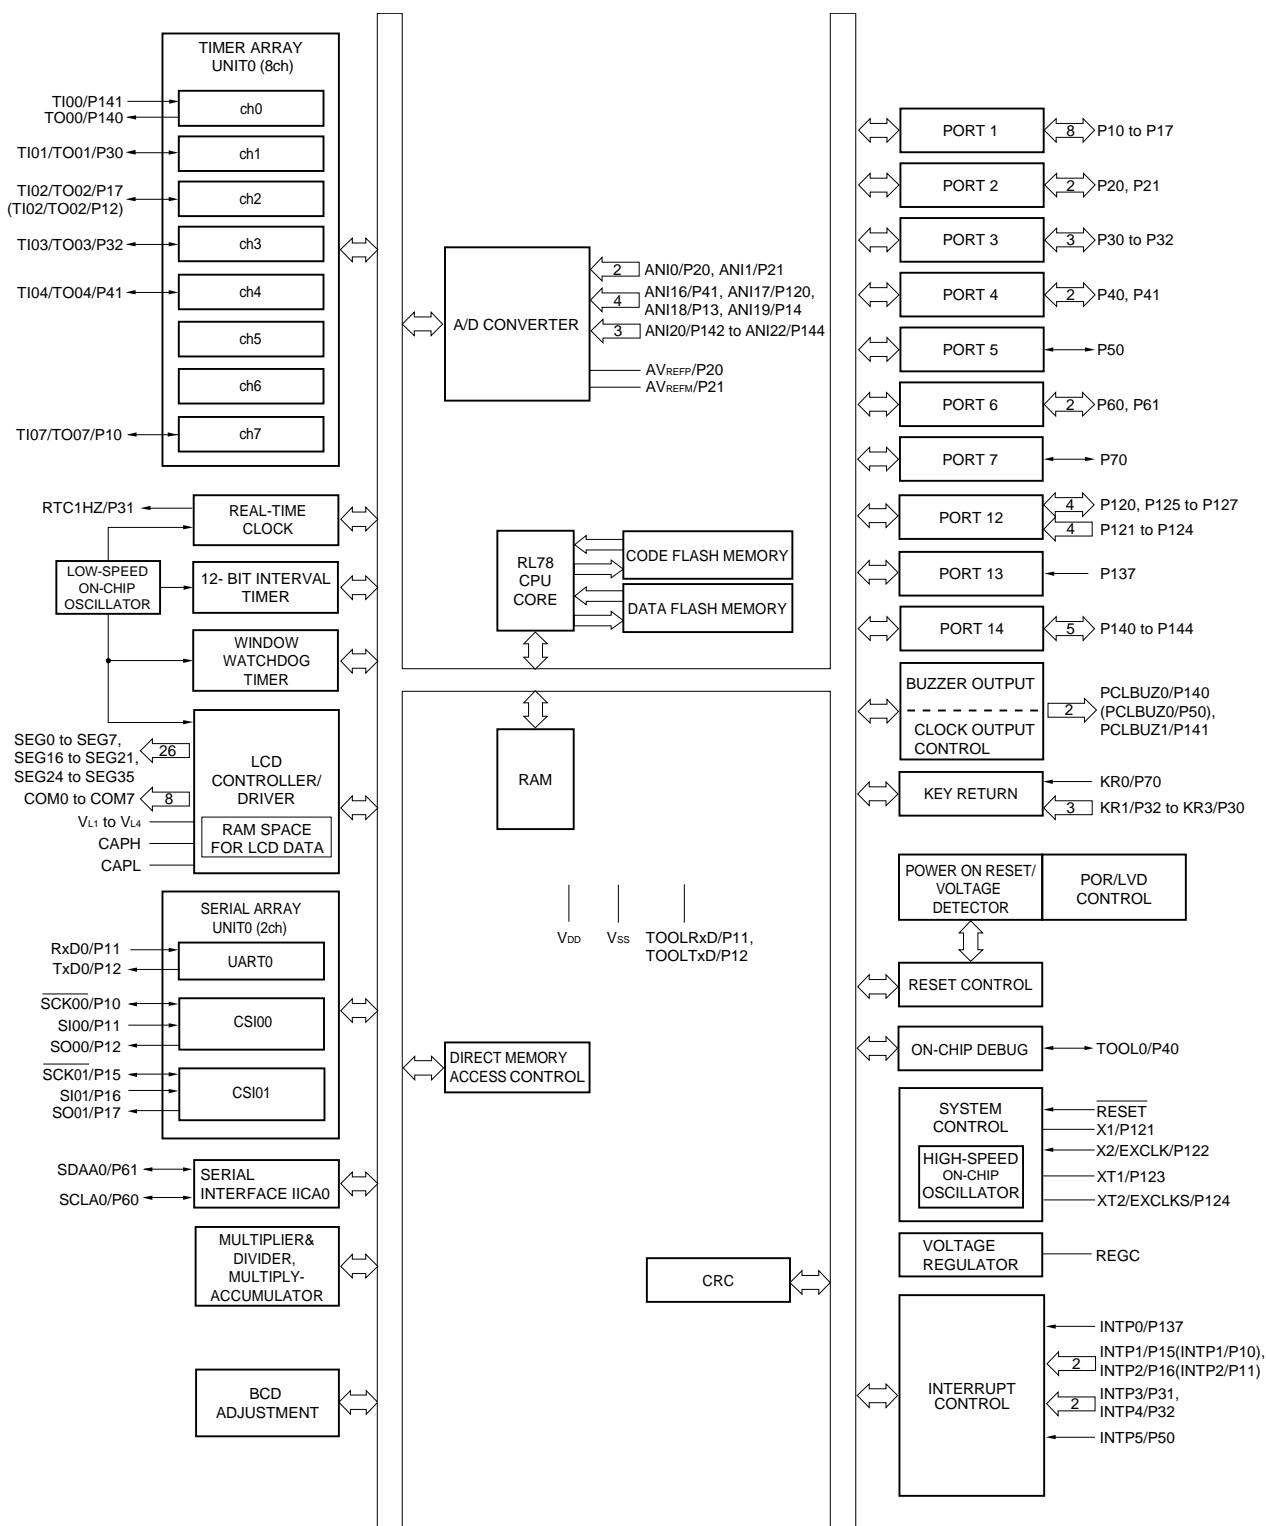 TIMER ARRAY
UNIT0 (8ch)
TI00/P141
TO00/P140
ch0
TI01/TO01/P30
ch1
TI02/TO02/P17
(TI02/TO02/P12)
ch2
TI03/TO03/P32
ch3
TI04/TO04/P41
ch4
ch5
ch6
TI07/TO07/P10
ch7
RTC1HZ/P31
REAL-TIME
CLOCK
LOW-SPEED
ON-CHIP
OSCILLATOR
12- BIT INTERVAL
TIMER
WINDOW
WATCHDOG
TIMER
SEG0 to SEG7,
SEG16 to SEG21,
SEG24 to SEG35
26
COM0 to COM7
8
VL1 to VL4
CAPH
CAPL
LCD
CONTROLLER/
DRIVER
RAM SPACE
FOR LCD DATA
SERIAL ARRAY
UNIT0 (2ch)
RxD0/P11
TxD0/P12
UART0
SCK00/P10
SI00/P11
SO00/P12
CSI00
SCK01/P15
SI01/P16
SO01/P17
CSI01
SDAA0/P61
SCLA0/P60
SERIAL
INTERFACE IICA0
MULTIPLIER&
DIVIDER,
MULTIPLY-
ACCUMULATOR
BCD
ADJUSTMENT
A/D CONVERTER
2
ANI0/P20, ANI1/P21
4
ANI16/P41, ANI17/P120,
ANI18/P13, ANI19/P14
3
ANI20/P142 to ANI22/P144
AVREFP/P20
AVREFM/P21
RL78
CPU
CORE
CODE FLASH MEMORY
DATA FLASH MEMORY
RAM
VDD
VSS
TOOLRxD/P11,
TOOLTxD/P12
DIRECT MEMORY
ACCESS CONTROL
CRC
PORT 1
8
P10 to P17
PORT 2
2
P20, P21
PORT 3
3
P30 to P32
PORT 4
2
P40, P41
PORT 5
P50
PORT 6
2
P60, P61
PORT 7
P70
PORT 12
4
P120, P125 to P127
4
P121 to P124
PORT 13
P137
PORT 14
5
P140 to P144
BUZZER OUTPUT
CLOCK OUTPUT
CONTROL
2
PCLBUZ0/P140
(PCLBUZ0/P50),
PCLBUZ1/P141
KEY RETURN
KR0/P70
3
KR1/P32 to KR3/P30
POWER ON RESET/
VOLTAGE
DETECTOR
POR/LVD
CONTROL
RESET CONTROL
ON-CHIP DEBUG
TOOL0/P40
SYSTEM
CONTROL
HIGH-SPEED
ON-CHIP
OSCILLATOR
RESET
X1/P121
X2/EXCLK/P122
XT1/P123
XT2/EXCLKS/P124
VOLTAGE
REGULATOR
REGC
INTERRUPT
CONTROL
INTP0/P137
2
INTP1/P15(INTP1/P10),
INTP2/P16(INTP2/P11)
2
INTP3/P31,
INTP4/P32
INTP5/P50